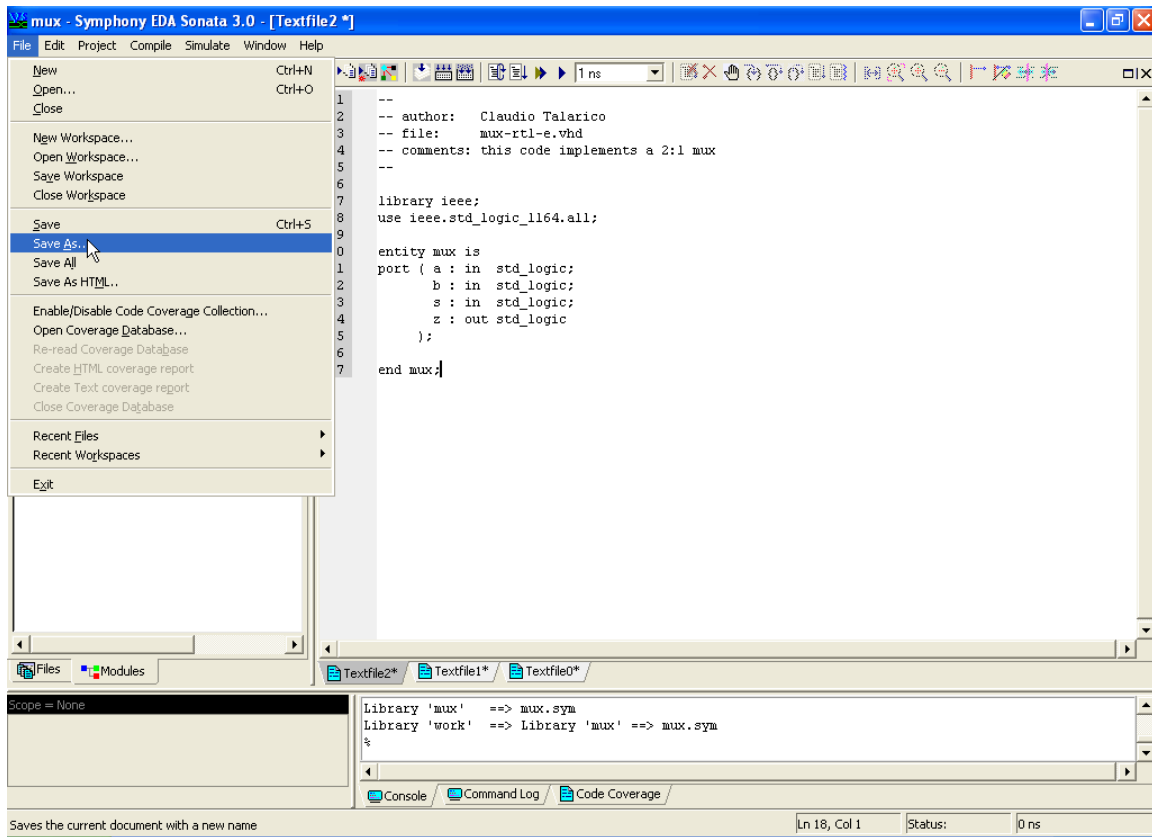 mux - Symphony EDA Sonata 3.0 - [Textfile2 *]
File Edit Project Compile Simulate Window Help
New Ctrl+N
Open... Ctrl+O
Close
New Workspace...
Open Workspace...
Save Workspace
Close Workspace
Save Ctrl+S
Save As...
Save All
Save As HTML..
Enable/Disable Code Coverage Collection...
Open Coverage Database...
Re-read Coverage Database
Create HTML coverage report
Create Text coverage report
Close Coverage Database
Recent Files
Recent Workspaces
Exit
1 ns
1 --
2 -- author: Claudio Talarico
3 -- file: mux-rtl-e.vhd
4 -- comments: this code implements a 2:1 mux
5 --
6
7 library ieee;
8 use ieee.std_logic_1164.all;
9
0 entity mux is
1 port ( a : in std_logic;
2 b : in std_logic;
3 s : in std_logic;
4 z : out std_logic
5 );
6
7 end mux;
Files Modules
Textfile2* Textfile1* Textfile0*
Scope = None
Library 'mux' ==> mux.sym
Library 'work' ==> Library 'mux' ==> mux.sym
%
Console Command Log Code Coverage
Saves the current document with a new name
Ln 18, Col 1 Status: 0 ns